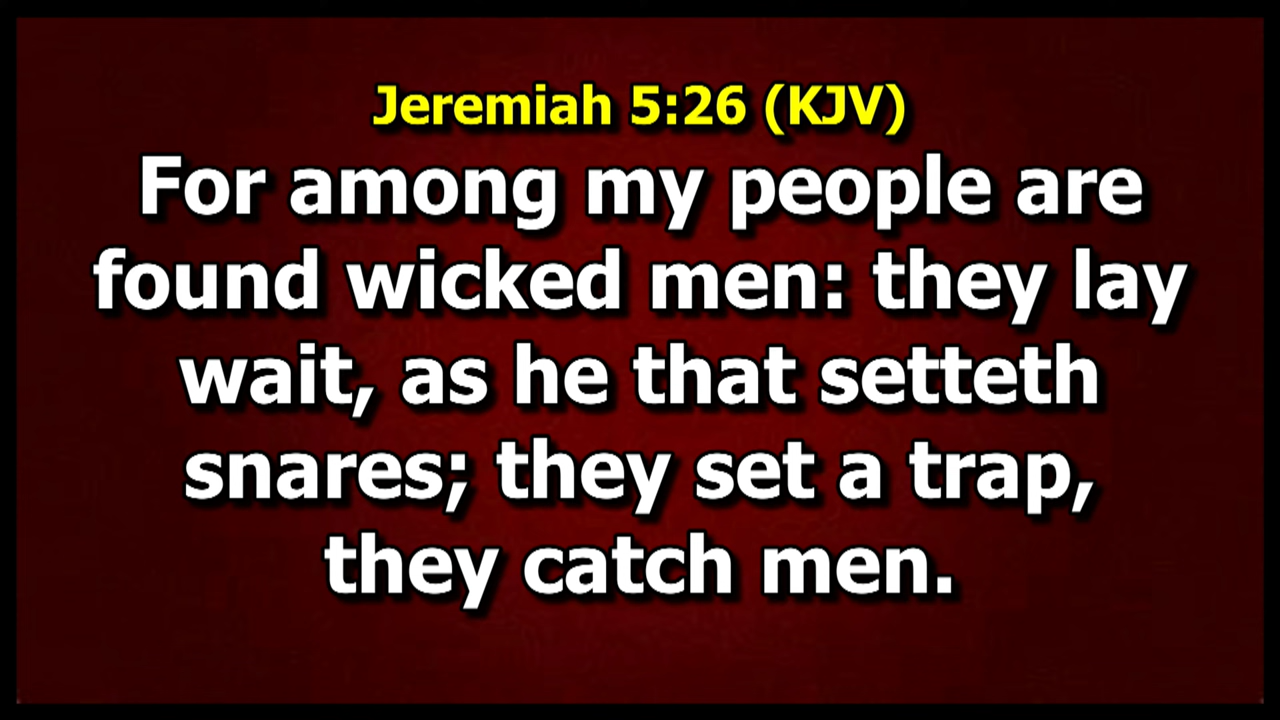 Jeremiah 5:26 (KJV)
For among my people are
found wicked men: they lay
wait, as he that setteth
snares; they set a trap,
they catch men.